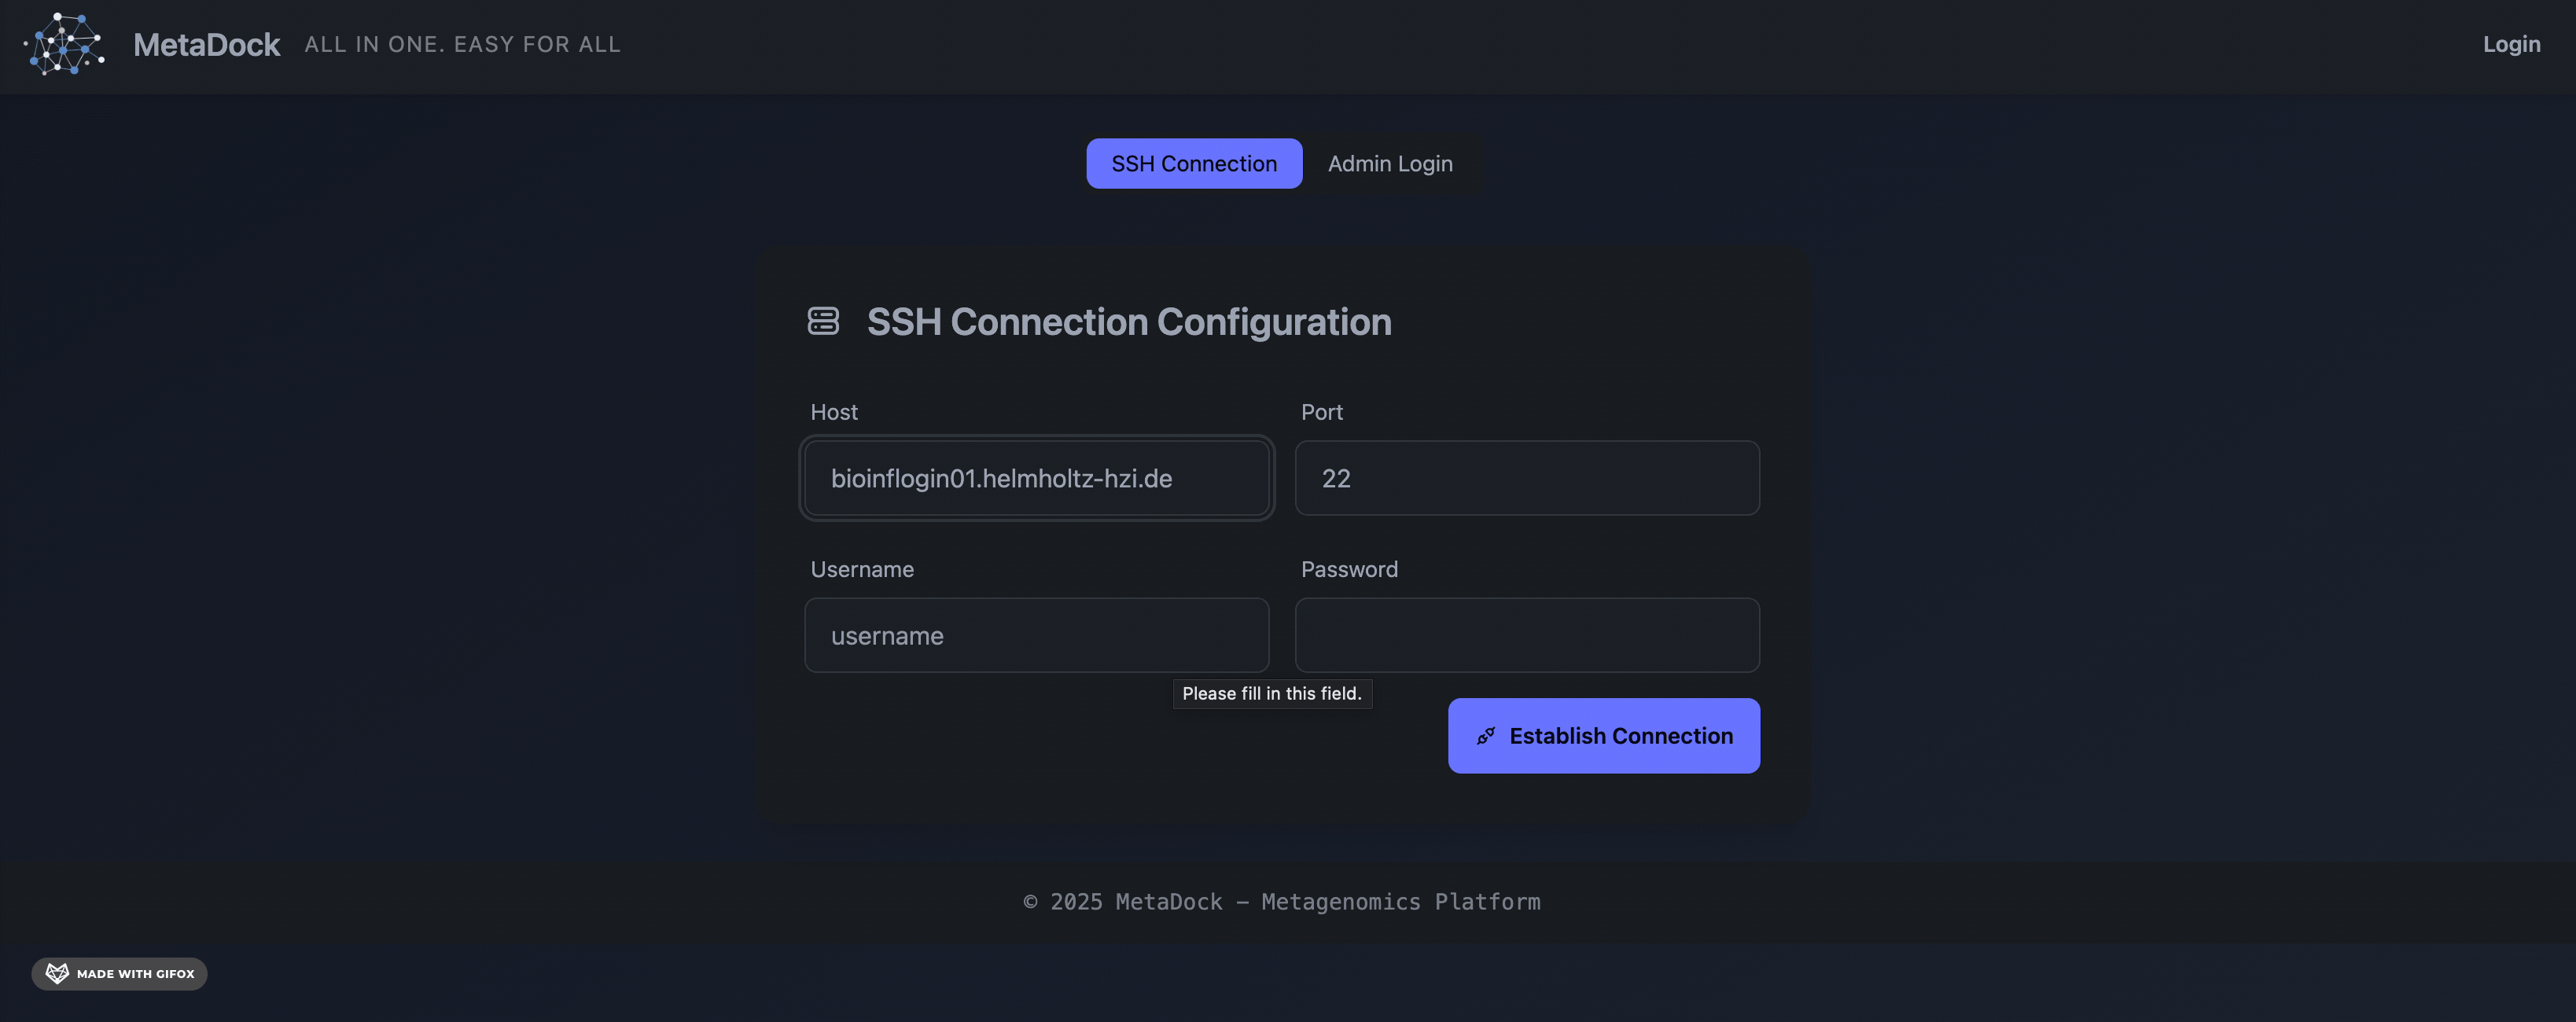 MetaDock ALL IN ONE. EASY FOR ALL Login
SSH Connection Admin Login
SSH Connection Configuration
Host Port
bioinflogin01.helmholtz-hzi.de 22
Username Password
username
Please fill in this field.
Establish Connection
© 2025 MetaDock — Metagenomics Platform
MADE WITH GIFOX